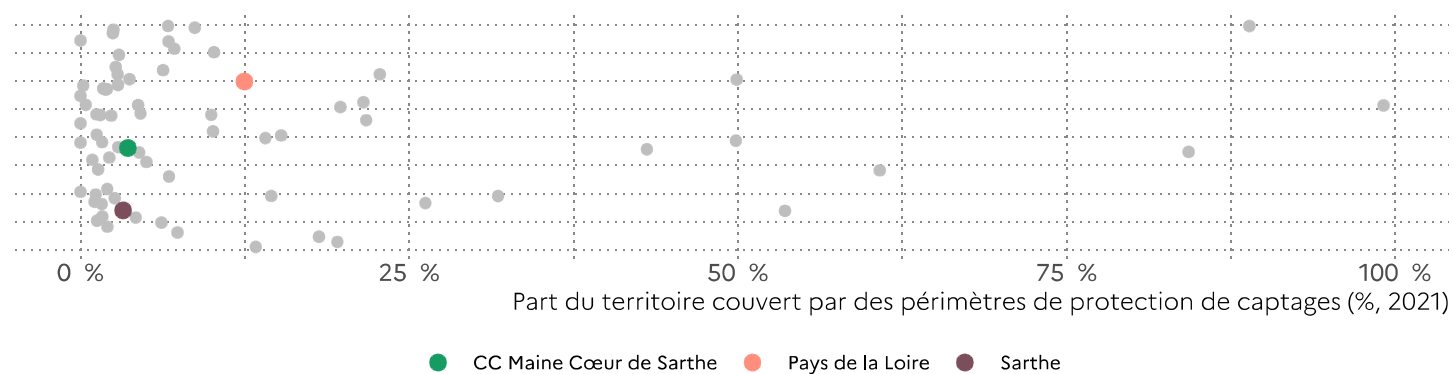 0 % 25 % 50 % 75 % 100 %
Part du territoire couvert par des périmètres de protection de captages (%, 2021)
CC Maine Cœur de Sarthe Pays de la Loire Sarthe